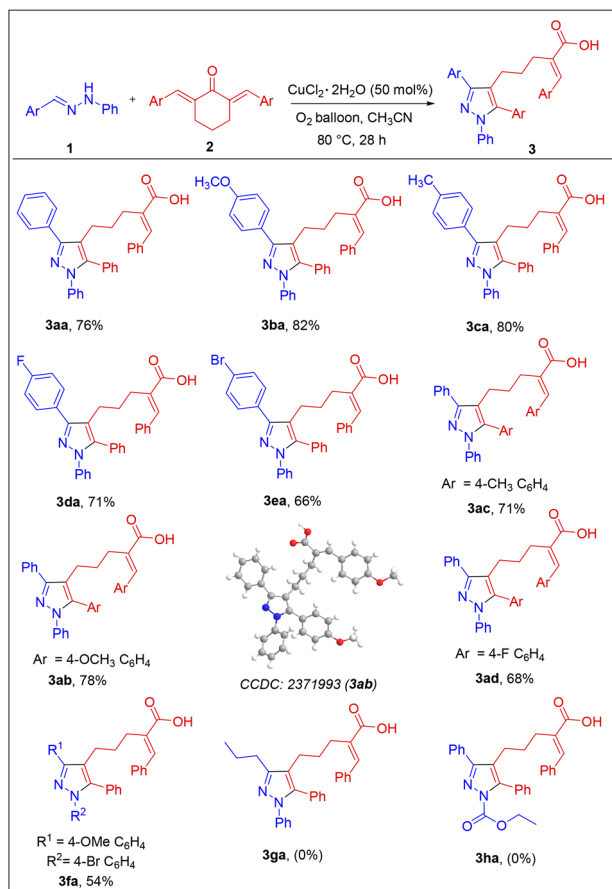 H
Ar N N Ph
1
+
O
Ar Ar
2
CuCl2· 2H2O (50 mol%)
O2 balloon, CH3CN
80 °C, 28 h
O
OH
Ar
Ar
N N Ar
Ph
3
O
OH
Ph
N N Ph
Ph
3aa, 76%
H3CO
O
OH
Ph
N N Ph
Ph
3ba, 82%
H3C
O
OH
Ph
N N Ph
Ph
3ca, 80%
F
O
OH
Ph
N N Ph
Ph
3da, 71%
Br
O
OH
Ph
N N Ph
Ph
3ea, 66%
O
OH
Ph
Ar
N N Ar
Ph
Ar = 4-CH3 C6H4
3ac, 71%
O
OH
Ph
Ar
N N Ar
Ph
Ar = 4-OCH3 C6H4
3ab, 78%
CCDC: 2371993 (3ab)
O
OH
Ph
Ar
N N Ar
Ph
Ar = 4-F C6H4
3ad, 68%
O
OH
R1
Ph
N N Ph
R2
R1 = 4-OMe C6H4
R2= 4-Br C6H4
3fa, 54%
O
OH
Ph
N N Ph
Ph
3ga, (0%)
O
OH
Ph
Ph
N N Ph
O O
3ha, (0%)